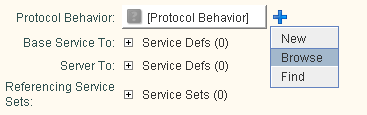 Protocol Behavior: [Protocol Behavior]
New
Base Service To: Service Defs (0)
Browse
Server To: Service Defs (0)
Find
Referencing Service
Sets: Service Sets (0)